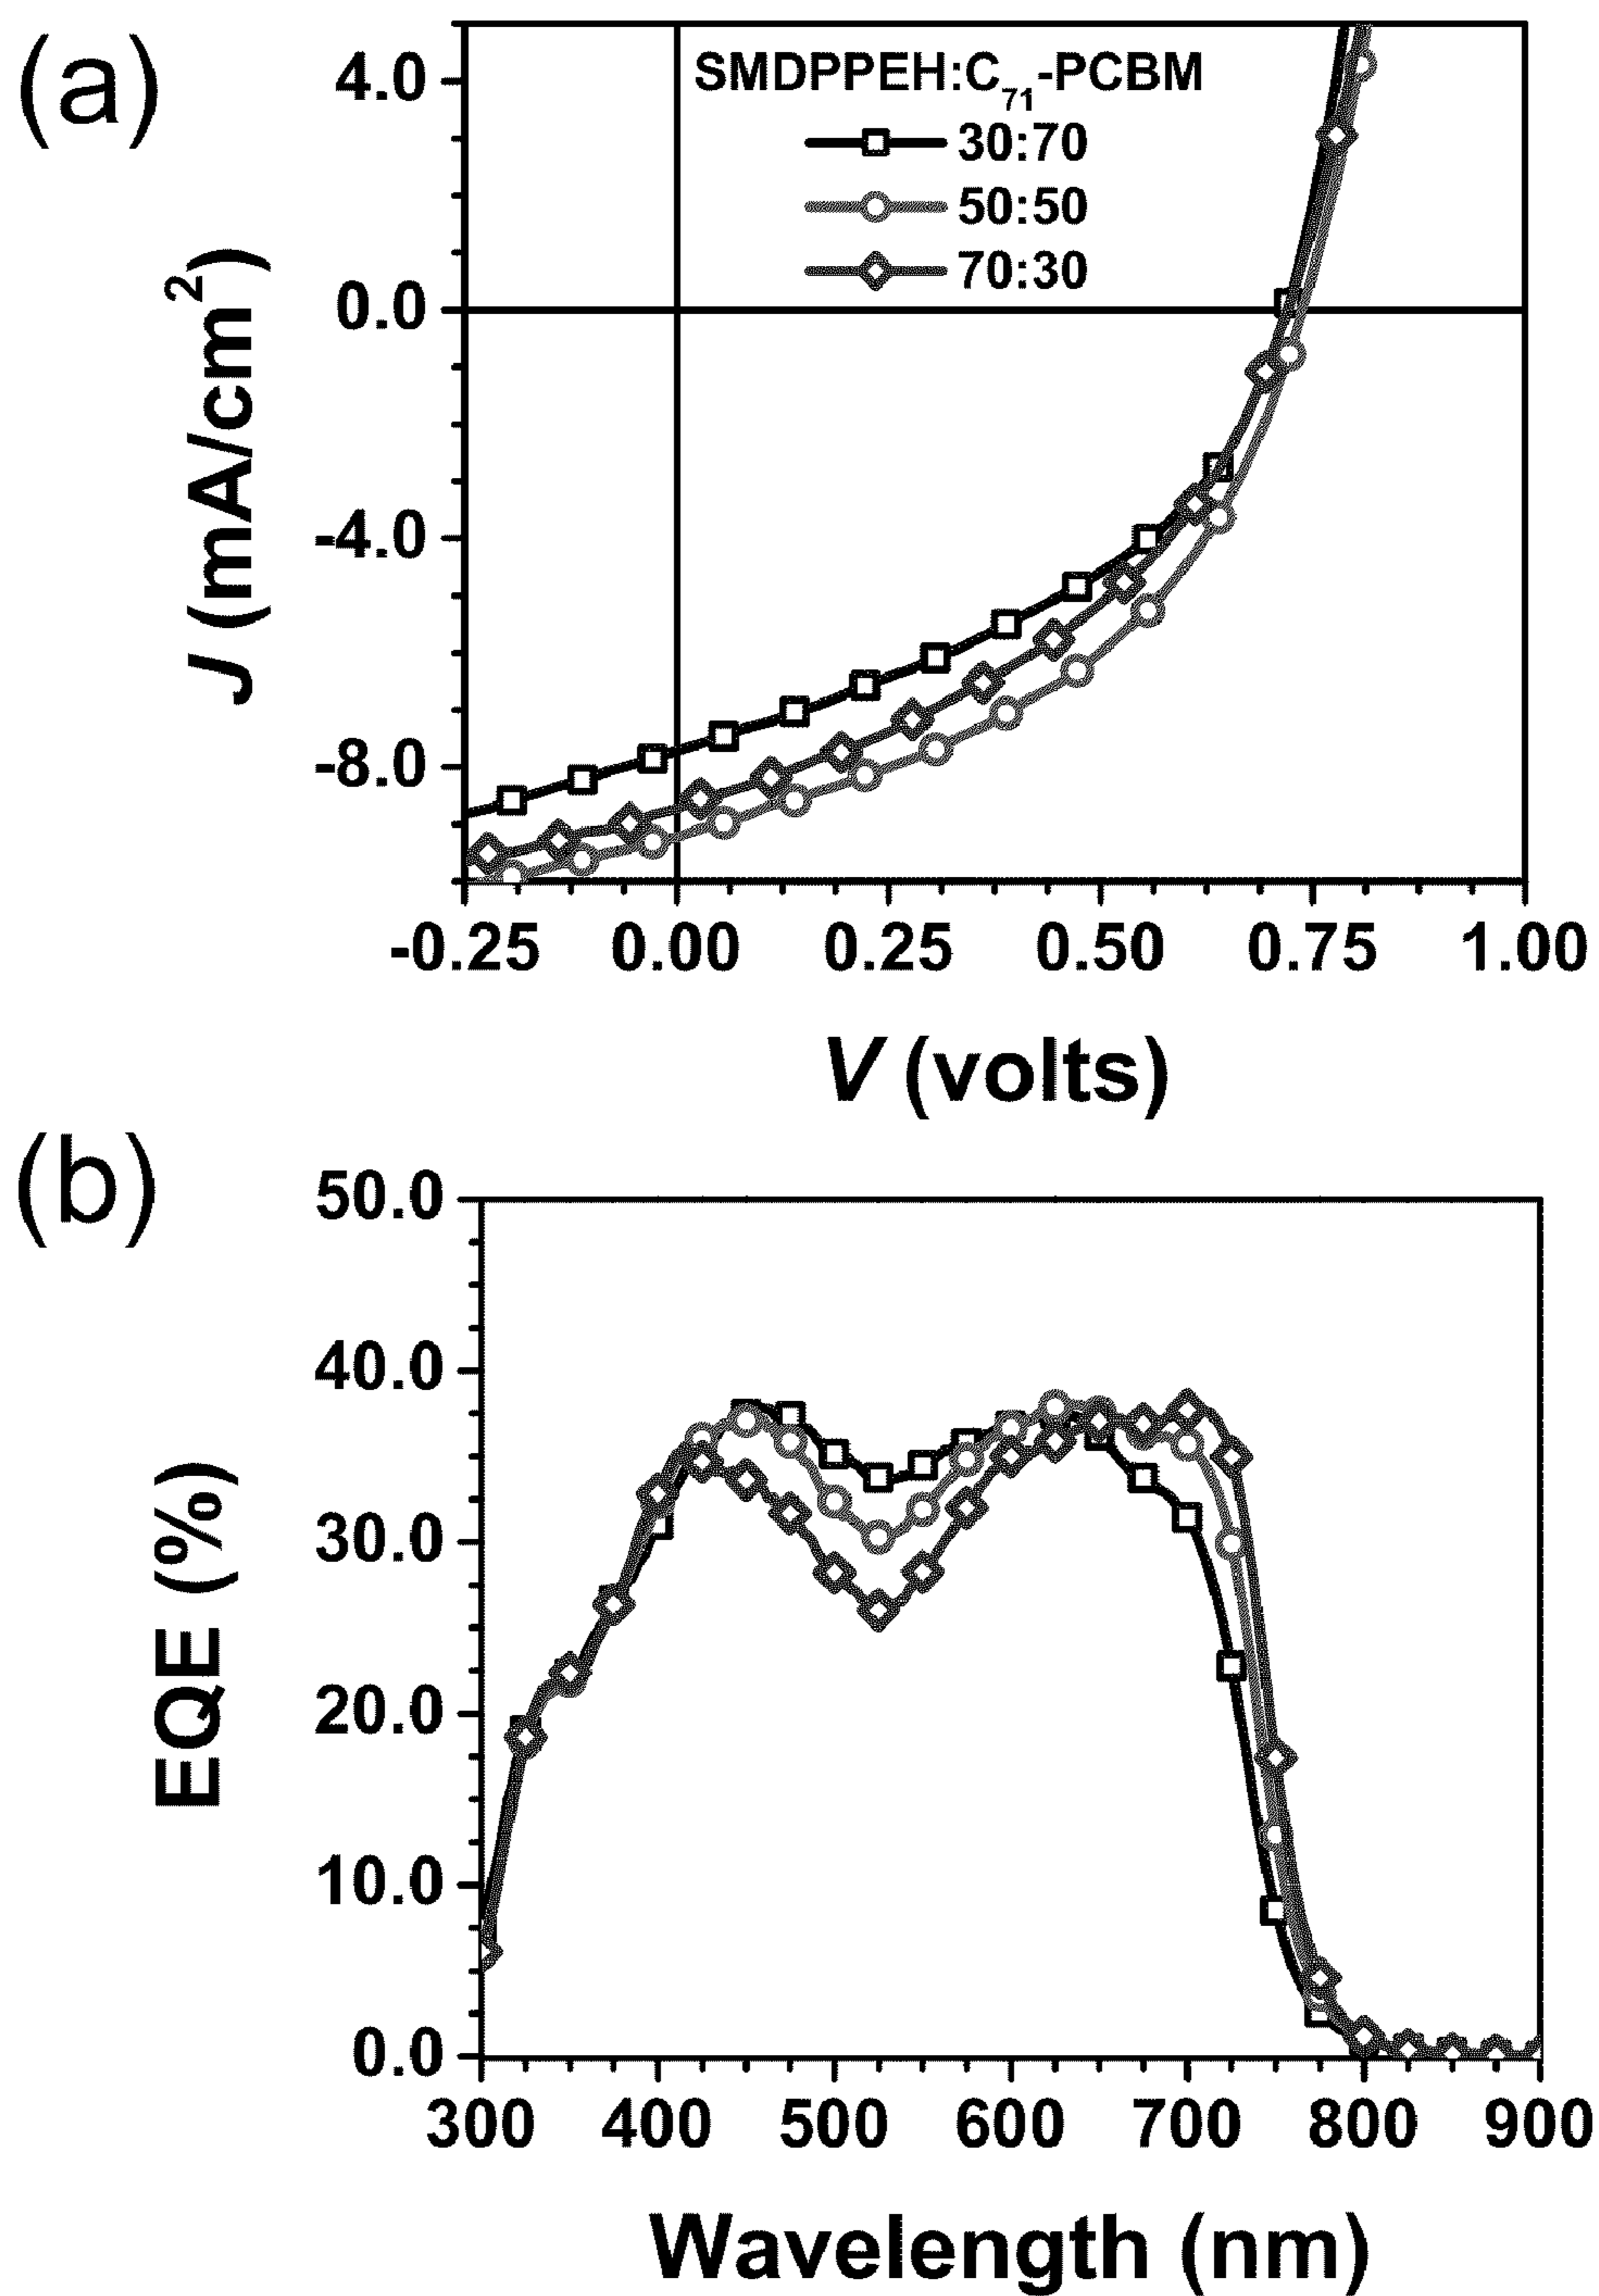 (a)
SMDPPEH:C71-PCBM
30:70
50:50
70:30
4.0
0.0
-4.0
-8.0
J (mA/cm2)
-0.25 0.00 0.25 0.50 0.75 1.00
V (volts)
(b)
50.0
40.0
30.0
20.0
10.0
0.0
EQE (%)
300 400 500 600 700 800 900
Wavelength (nm)